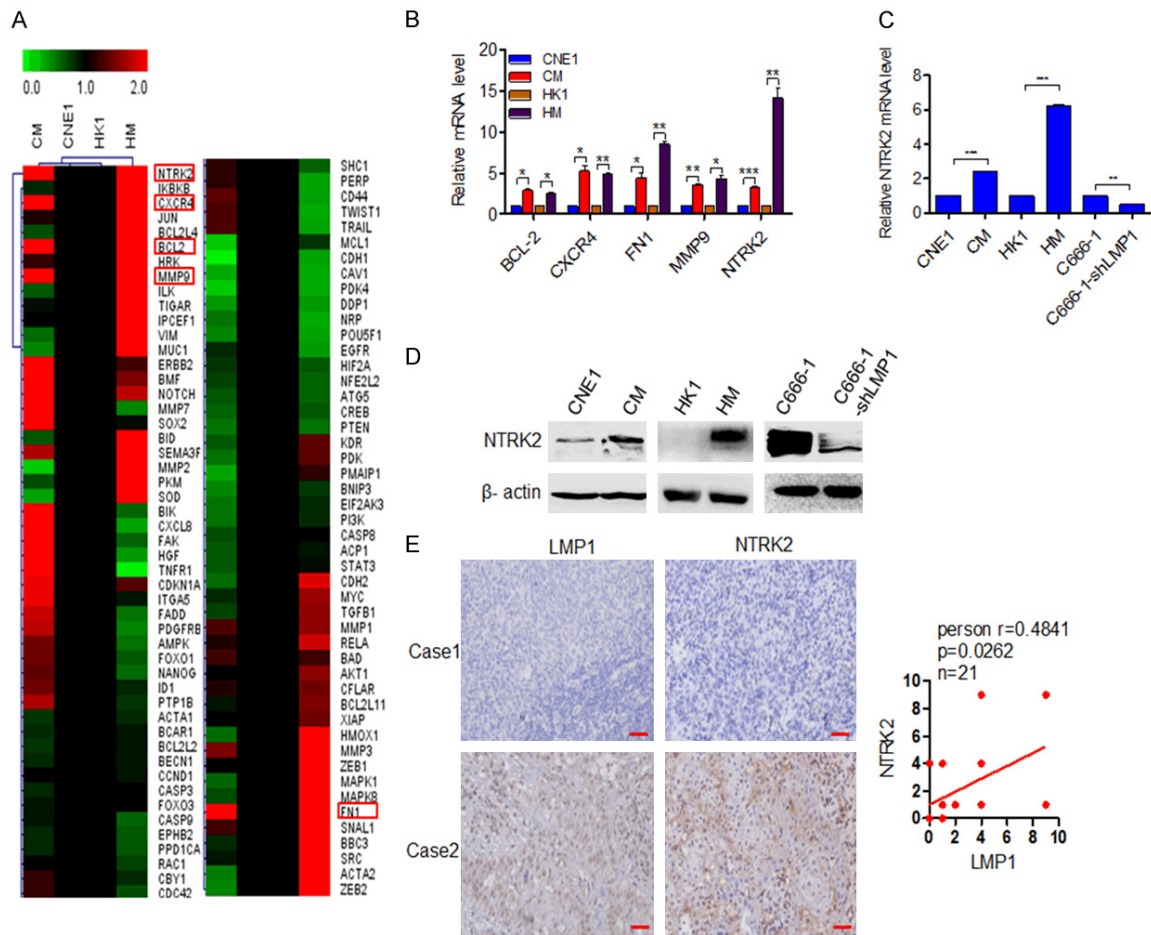 A
0.0 1.0 2.0
CM CNE1 HK1 HM
NTRK2
IKBKB
CXCR4
JUN
BCL2L4
BCL2
HRK
MMP9
ILK
TIGAR
IPCEF1
VIM
MUC1
ERBB2
BMF
NOTCH
MMP7
SOX2
BID
SEMA3F
MMP2
PKM
SOD
BIK
CXCL8
FAK
HGF
TNFR1
CDKN1A
ITGA5
FADD
PDGFRB
AMPK
FOXO1
NANOG
ID1
PTP1B
ACTA1
BCAR1
BCL2L2
BECN1
CCND1
CASP3
FOXO3
CASP9
EPHB2
PPD1CA
RAC1
CBY1
CDC42
SHC1
PERP
CD44
TWIST1
TRAIL
MCL1
CDH1
CAV1
PDK4
DDP1
NRP
POU5F1
EGFR
HIF2A
NFE2L2
ATG5
CREB
PTEN
KDR
PDK
PMAIP1
BNIP3
EIF2AK3
PI3K
CASP8
ACP1
STAT3
CDH2
MYC
TGFB1
MMP1
RELA
BAD
AKT1
CFLAR
BCL2L11
XIAP
HMOX1
MMP3
ZEB1
MAPK1
MAPK8
FN1
SNAL1
BBC3
SRC
ACTA2
ZEB2
B
Relative mRNA level
20
15
10
5
0
CNE1
CM
HK1
HM
* * * ** * ** ** * *** **
BCL-2 CXCR4 FN1 MMP9 NTRK2
C
Relative NTRK2 mRNA level
8
6
4
2
0
*** *** **
CNE1 CM HK1 HM C666-1 C666-1-shLMP1
D
CNE1 CM HK1 HM C666-1 C666-1
-shLMP1
NTRK2
β- actin
E
LMP1 NTRK2
Case1
Case2
person r=0.4841
p=0.0262
n=21
NTRK2
10
8
6
4
2
0
0 2 4 6 8 10
LMP1